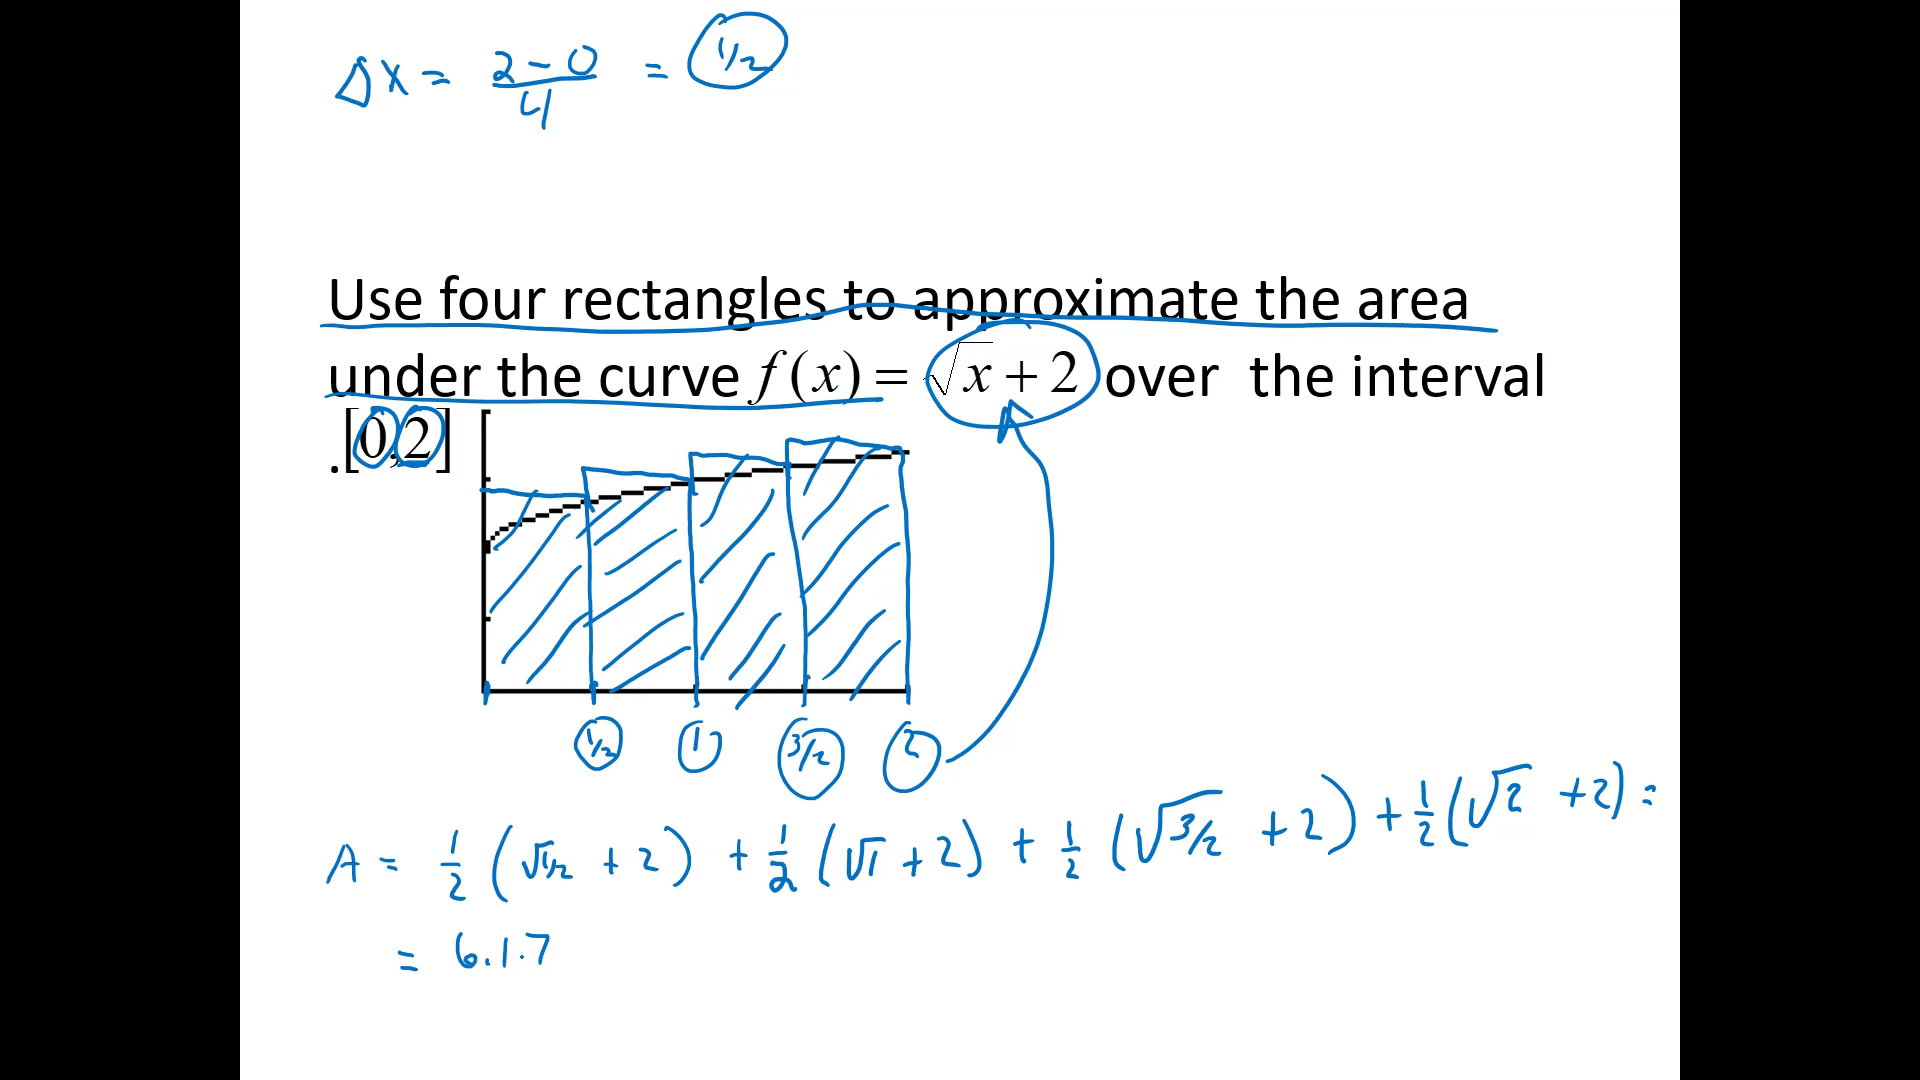 Δx = 2-0/4 = 1/2
Use four rectangles to approximate the area
under the curve f(x) = √x + 2 over the interval
.[0,2]
1/2 1 3/2 2
A = 1/2 (√1/2 + 2) + 1/2 (√1 + 2) + 1/2 (√3/2 + 2) + 1/2 (√2 + 2) =
= 6.1.7